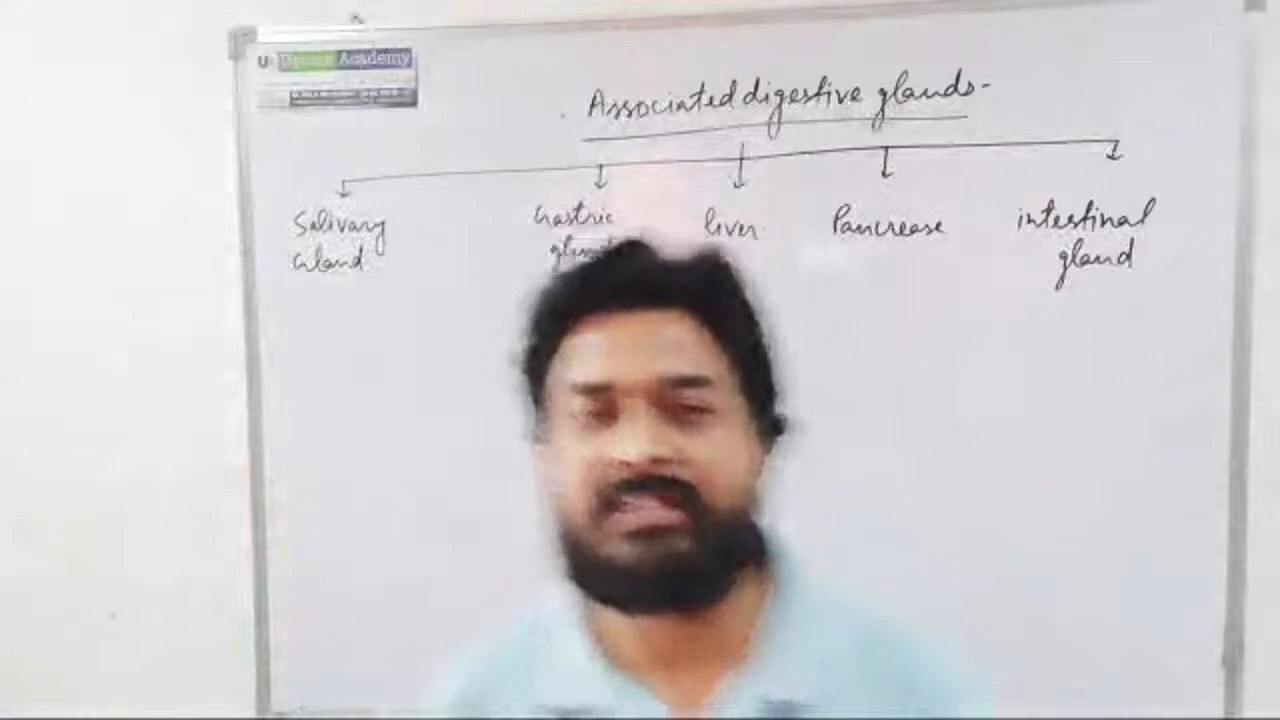 Academy
Associated digestive glands-
Salivary
Gland
Gastric
liver
Pancrease
intestinal
gland